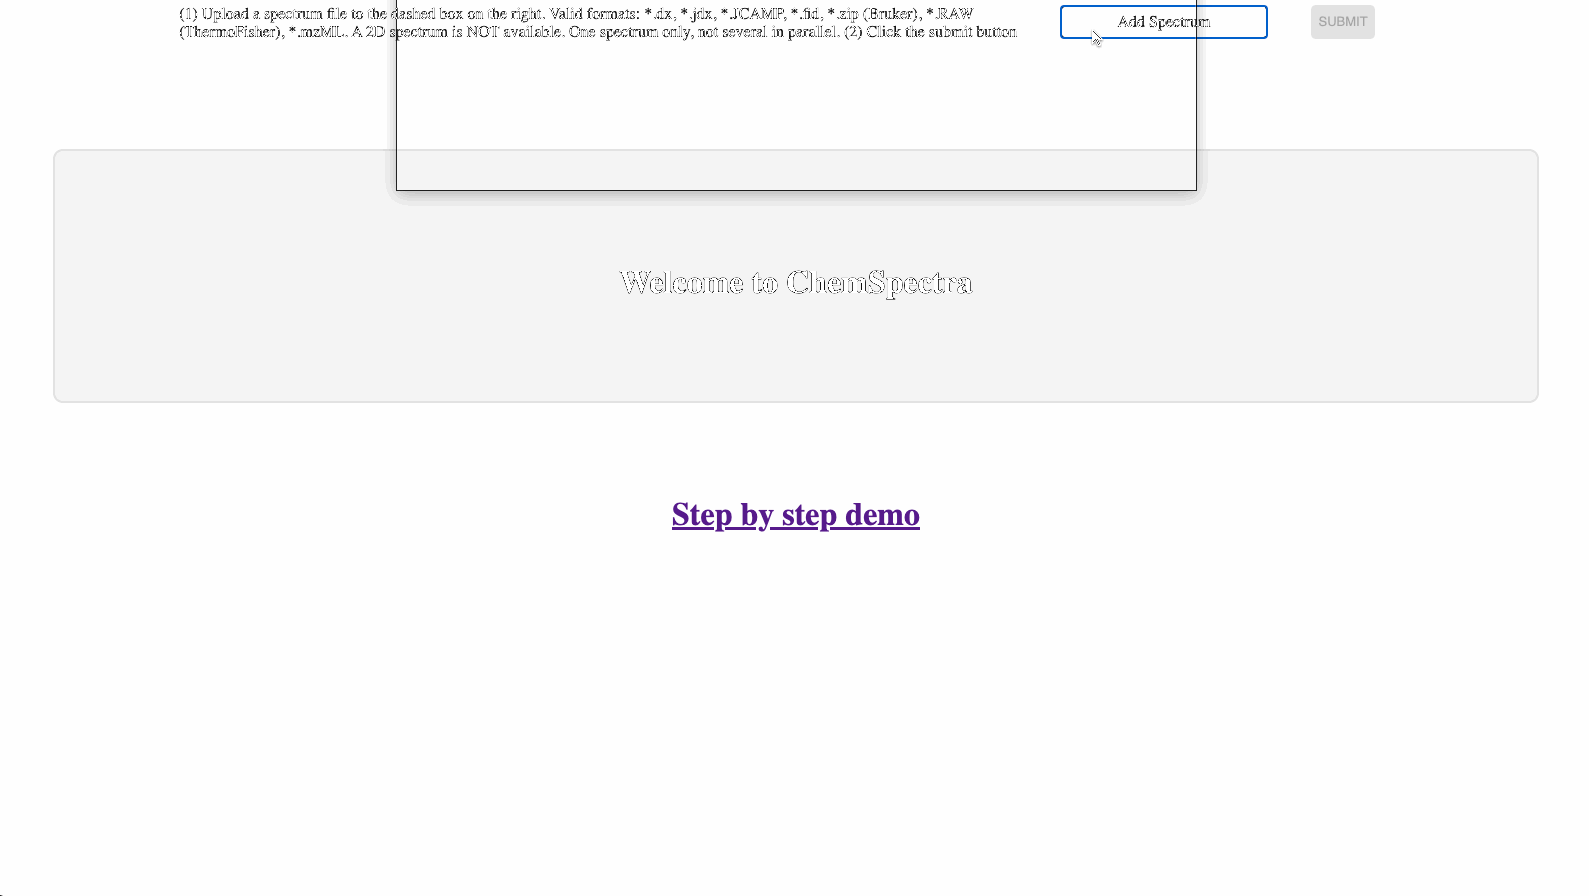 (1) Upload a spectrum file to the dashed box on the right. Valid formats: *.dx, *.jdx, *.JCAMP, *.fid, *.zip (Bruker), *.RAW
(ThermoFisher), *.mzML. A 2D spectrum is NOT available. One spectrum only, not several in parallel. (2) Click the submit button
Add Spectrum
SUBMIT
Welcome to ChemSpectra
Step by step demo